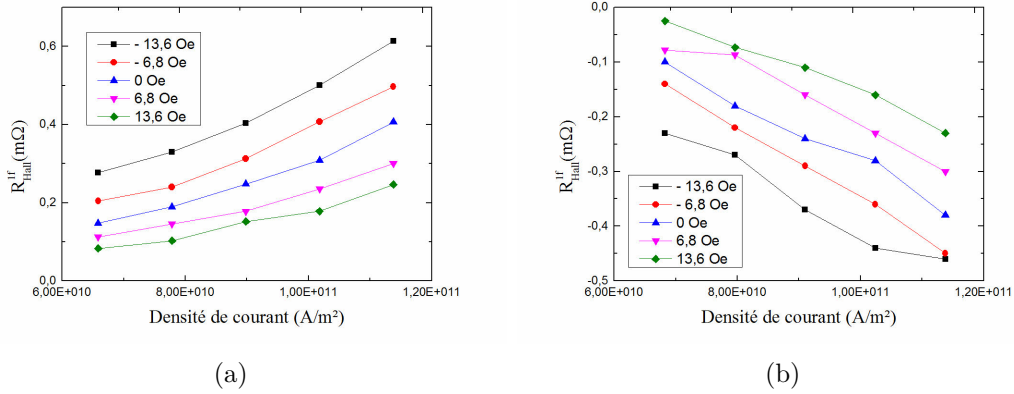 R^{1f}_{Hall}(mΩ)
0,6
0,4
0,2
0,0
- 13,6 Oe
- 6,8 Oe
0 Oe
6,8 Oe
13,6 Oe
6,00E+010 8,00E+010 1,00E+011 1,20E+011
Densité de courant (A/m²)
(a)
R^{1f}_{Hall}(mΩ)
0,0
-0,1
-0,2
-0,3
-0,4
-0,5
- 13,6 Oe
- 6,8 Oe
0 Oe
6,8 Oe
13,6 Oe
6,00E+010 8,00E+010 1,00E+011 1,20E+011
Densité de courant (A/m²)
(b)